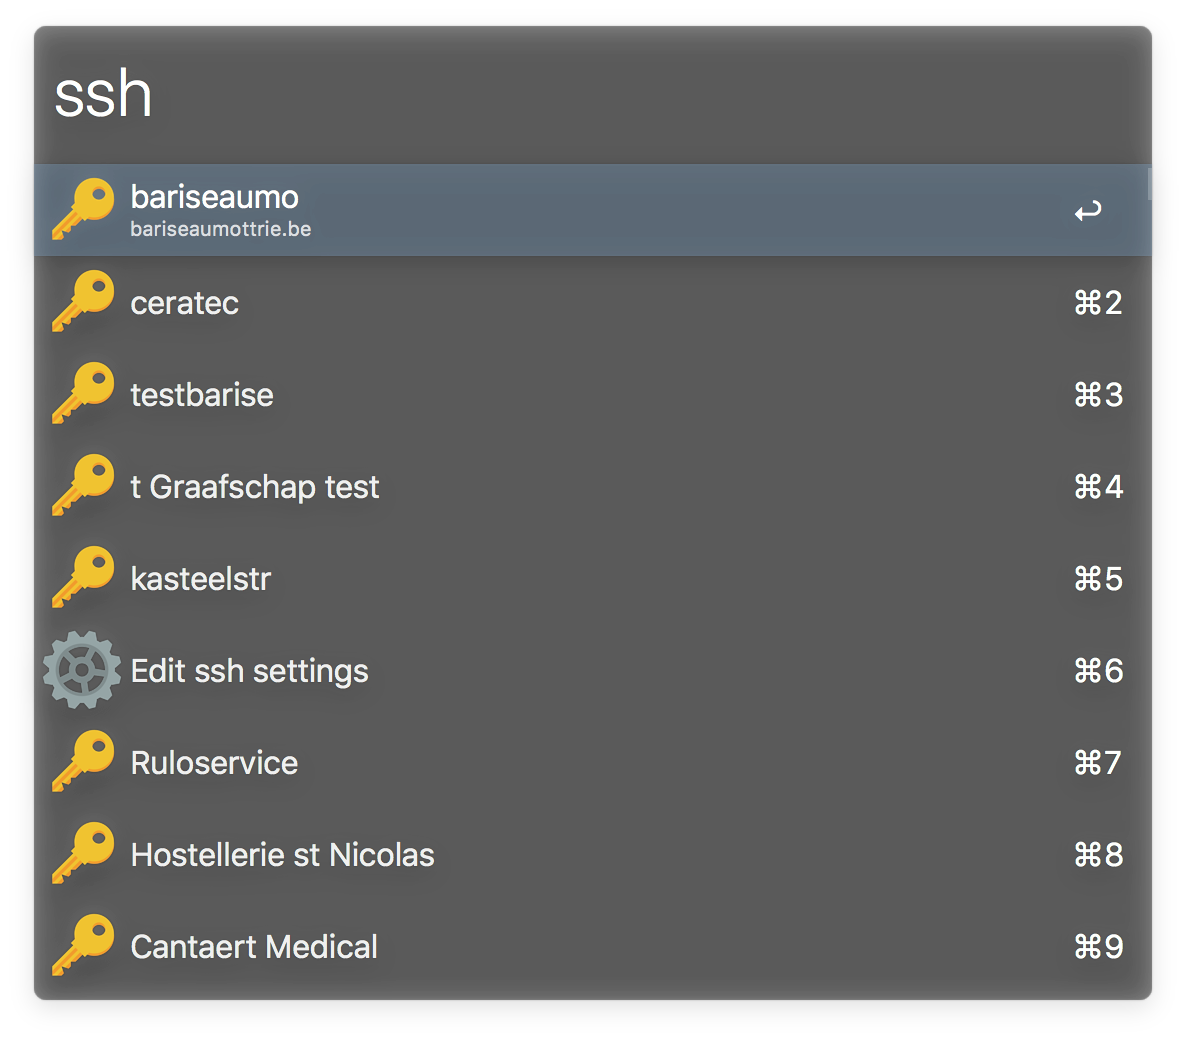 ssh
bariseaumo
bariseaumottrie.be
ceratec ⌘2
testbarise ⌘3
t Graafschap test ⌘4
kasteelstr ⌘5
Edit ssh settings ⌘6
Ruloservice ⌘7
Hostellerie st Nicolas ⌘8
Cantaert Medical ⌘9